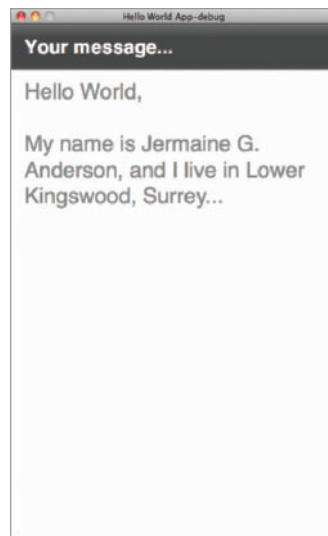 Hello World App-debug
Your message...
Hello World,
My name is Jermaine G.
Anderson, and I live in Lower
Kingswood, Surrey...